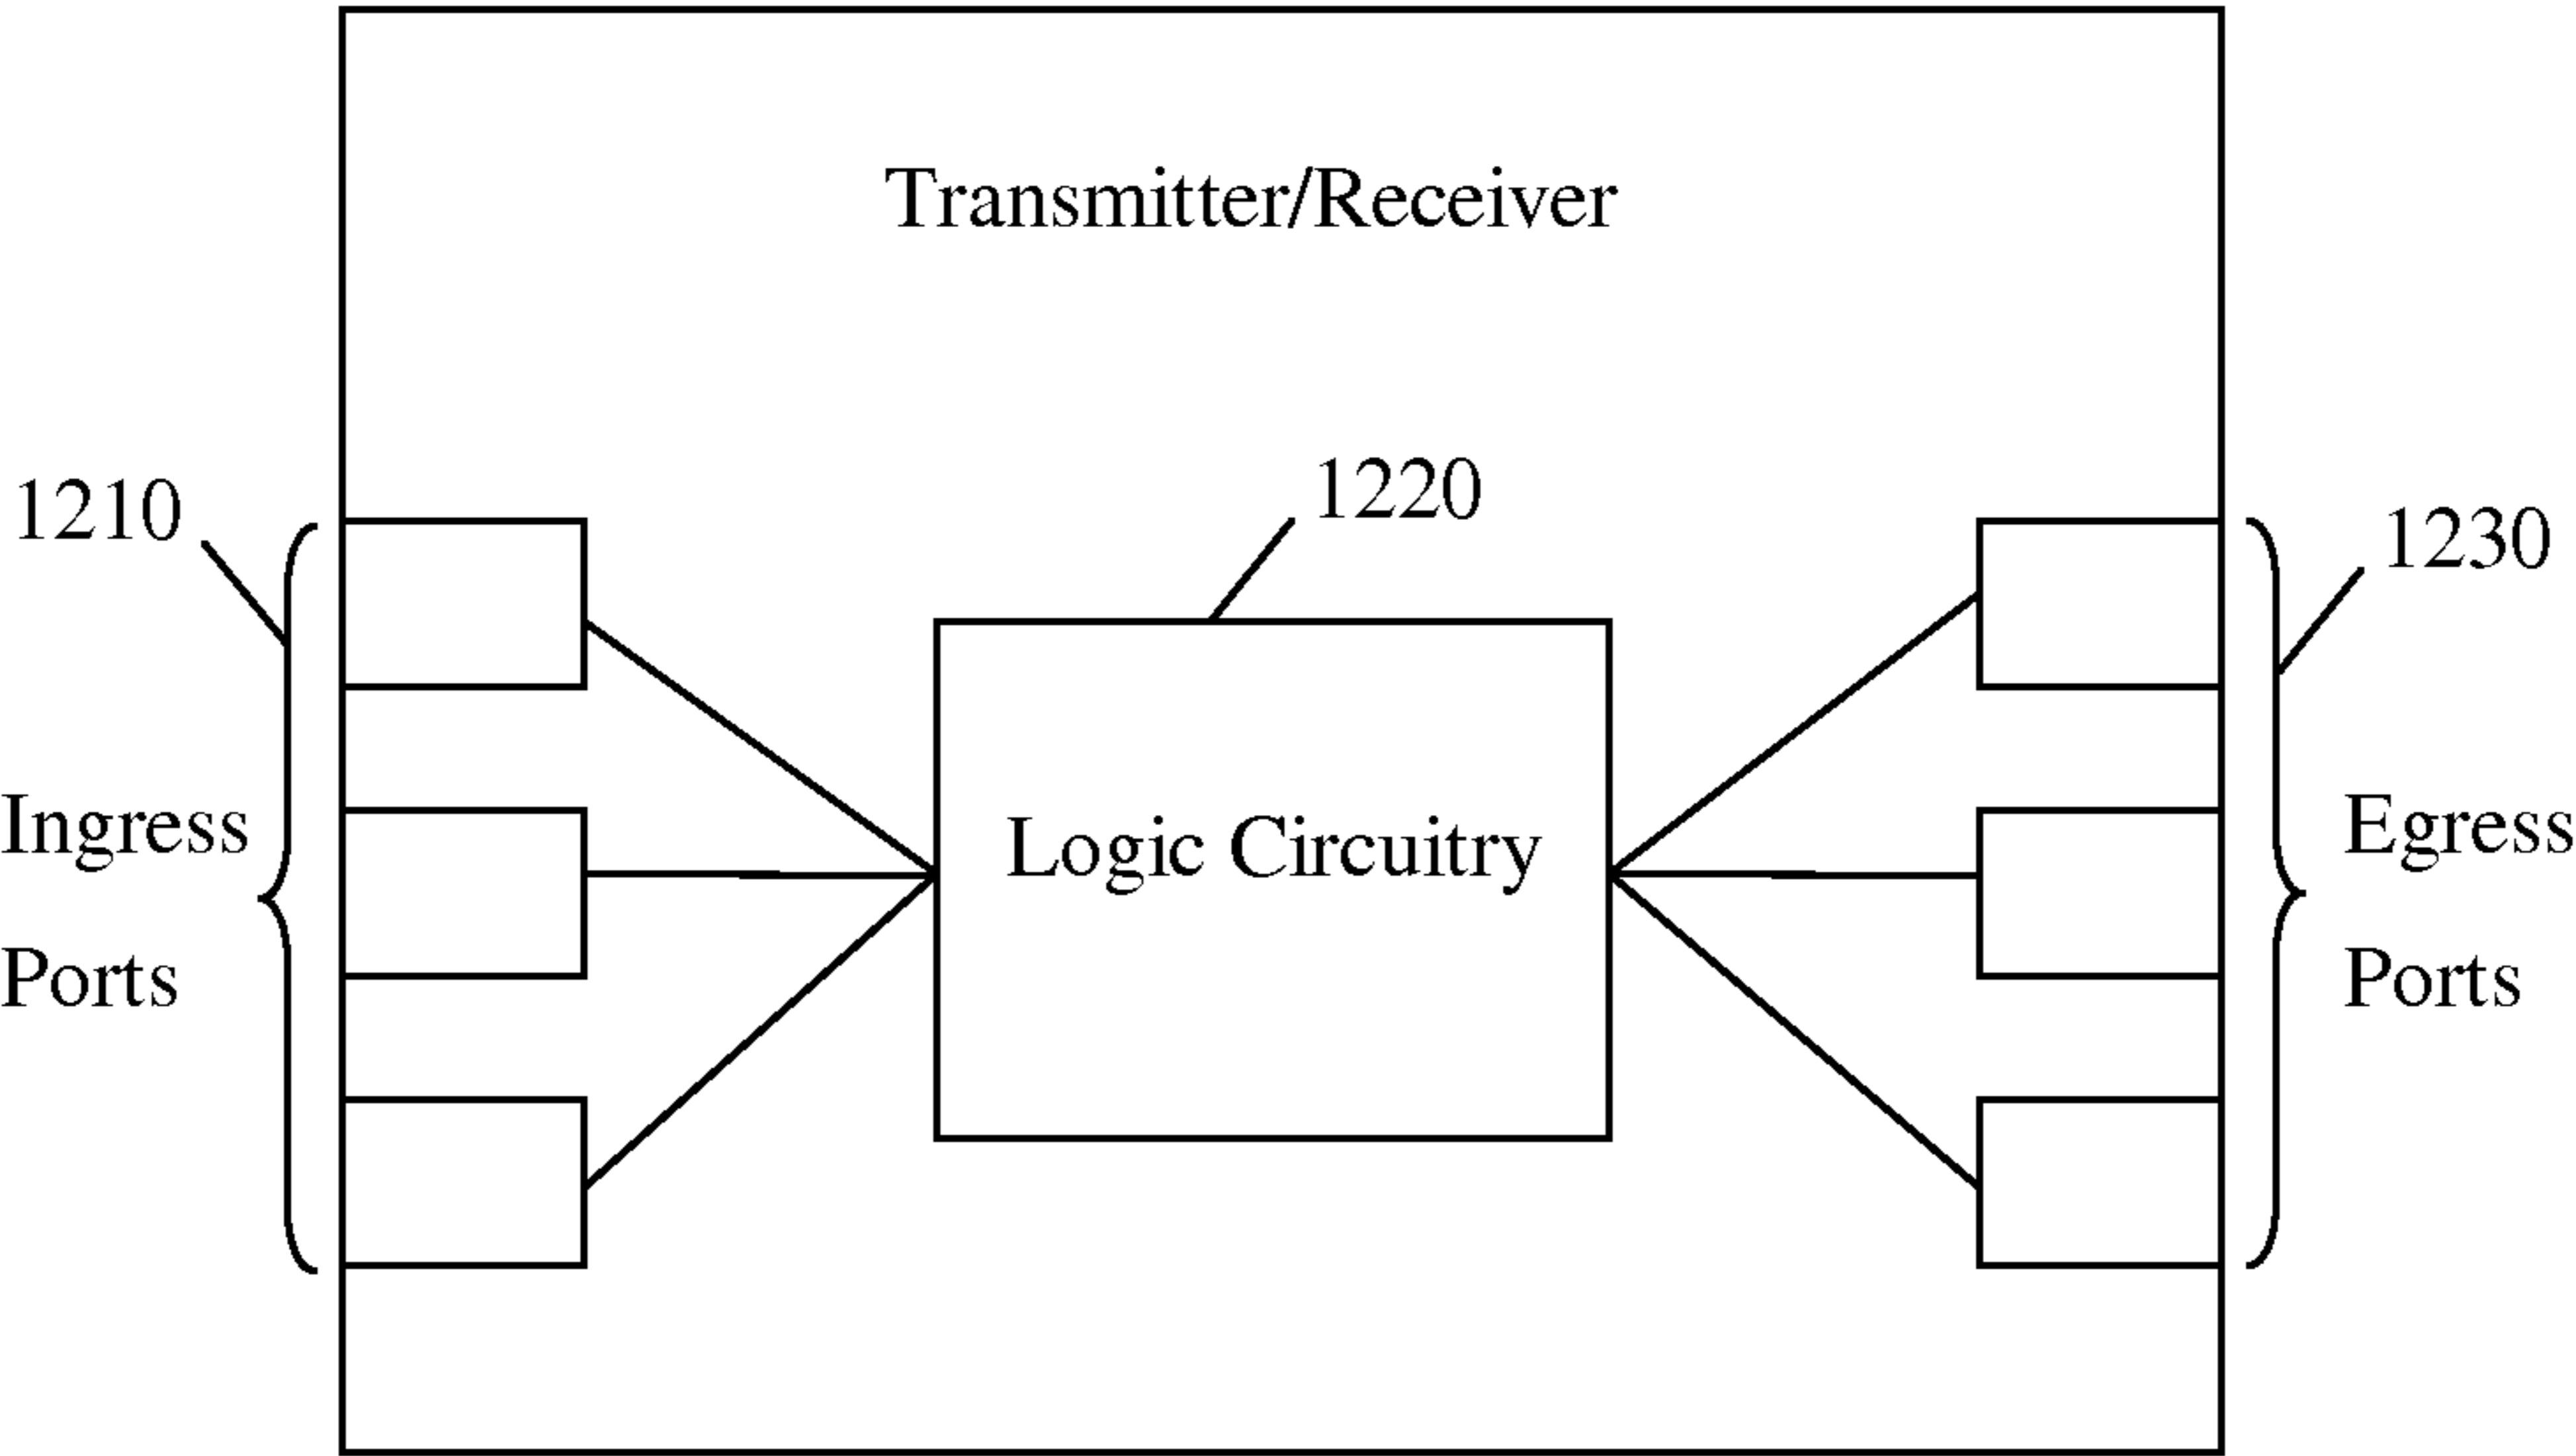 Transmitter/Receiver
1210
1220
1230
Ingress
Ports
Logic Circuitry
Egress
Ports